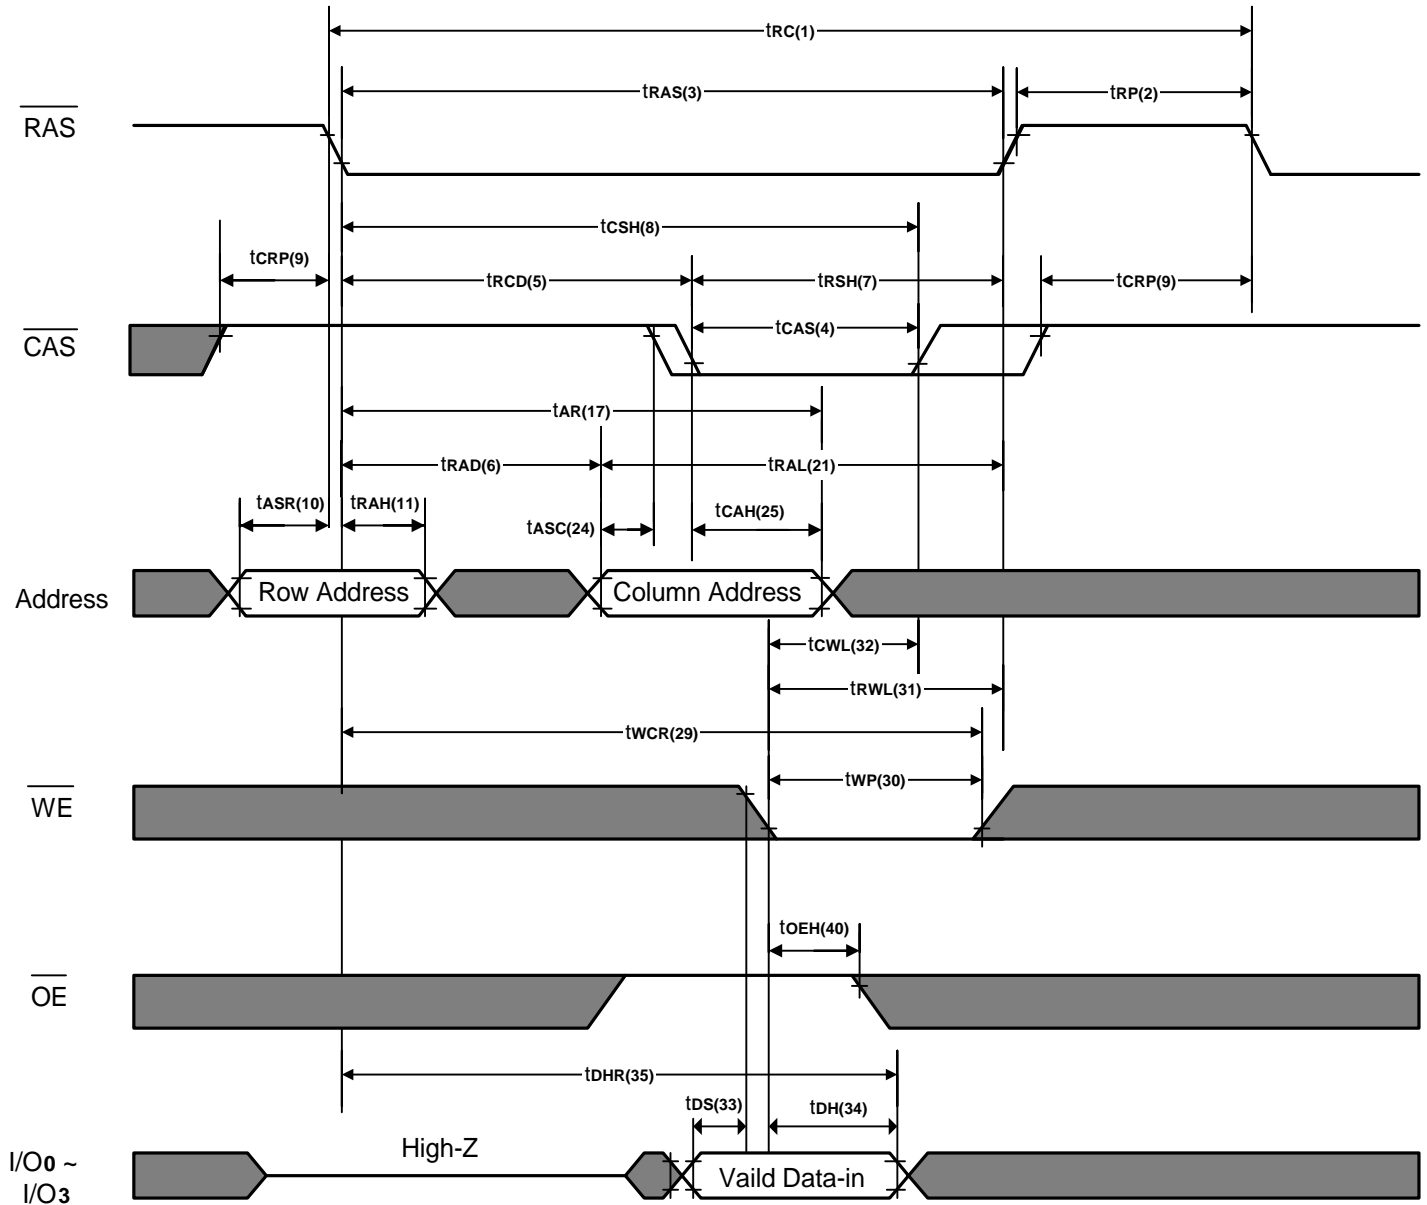 tRC(1)
tRAS(3)
tRP(2)
RAS
tCSH(8)
tCRP(9)
tRCD(5)
tRSH(7)
tCRP(9)
tCAS(4)
CAS
tAR(17)
tRAD(6)
tRAL(21)
tASR(10)
tRAH(11)
tASC(24)
tCAH(25)
Address
Row Address
Column Address
tCWL(32)
tRWL(31)
tWCR(29)
tWP(30)
WE
tOEH(40)
OE
tDHR(35)
tDS(33)
tDH(34)
High-Z
I/O0 ~
I/O3
Vaild Data-in